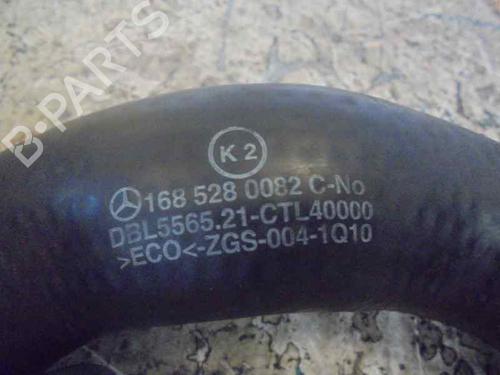 B-PARTS
K 2
168 528 0082 C-No
DBL5565.21-CTL40000
>ECO<-ZGS-004-1Q10